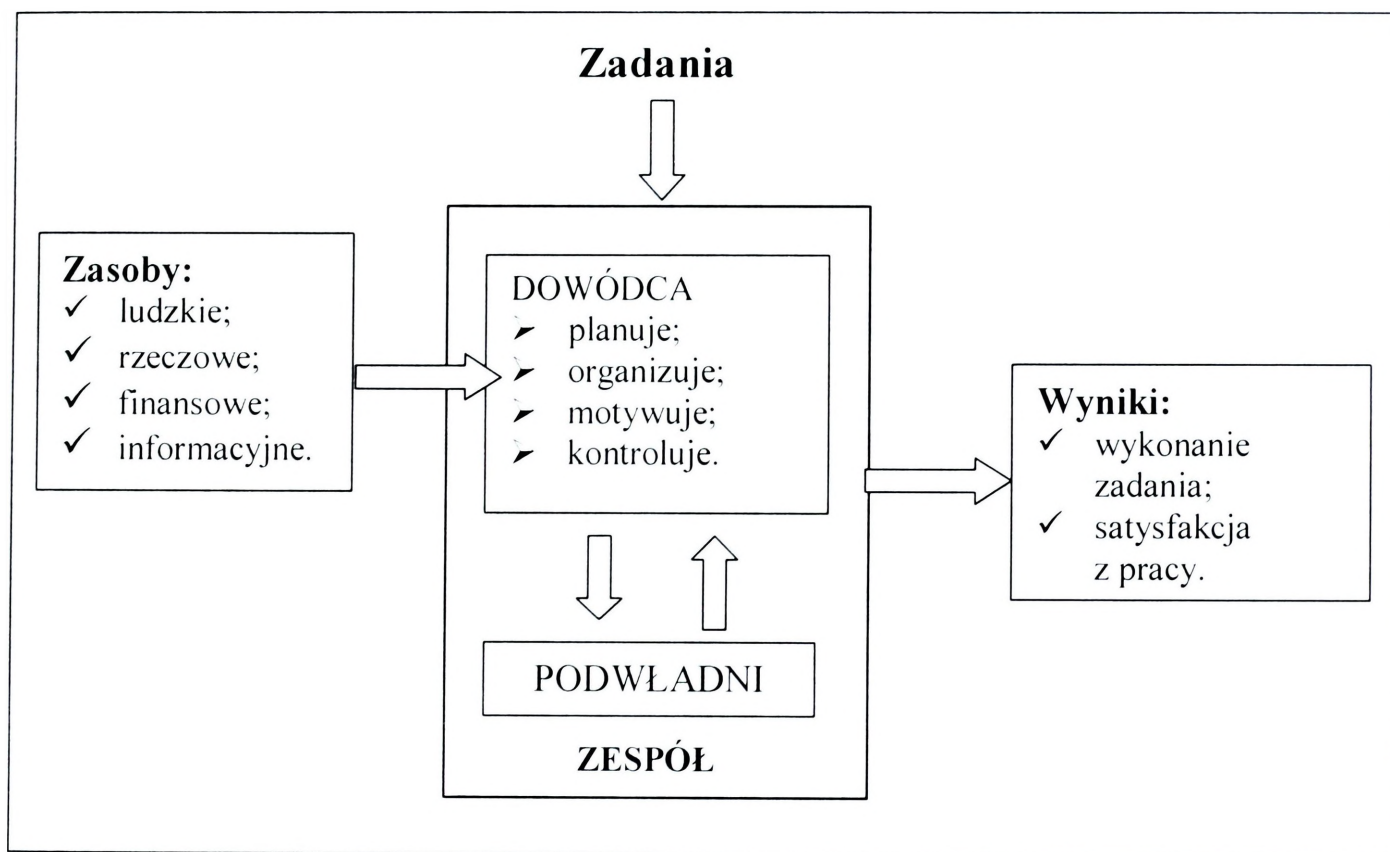 Zadania
Zasoby:
✓ ludzkie;
✓ rzeczowe;
✓ finansowe;
✓ informacyjne.
DOWÓDCA
➢ planuje;
➢ organizuje;
➢ motywuje;
➢ kontroluje.
PODWŁADNI
ZESPÓŁ
Wyniki:
✓ wykonanie
zadania;
✓ satysfakcja
z pracy.